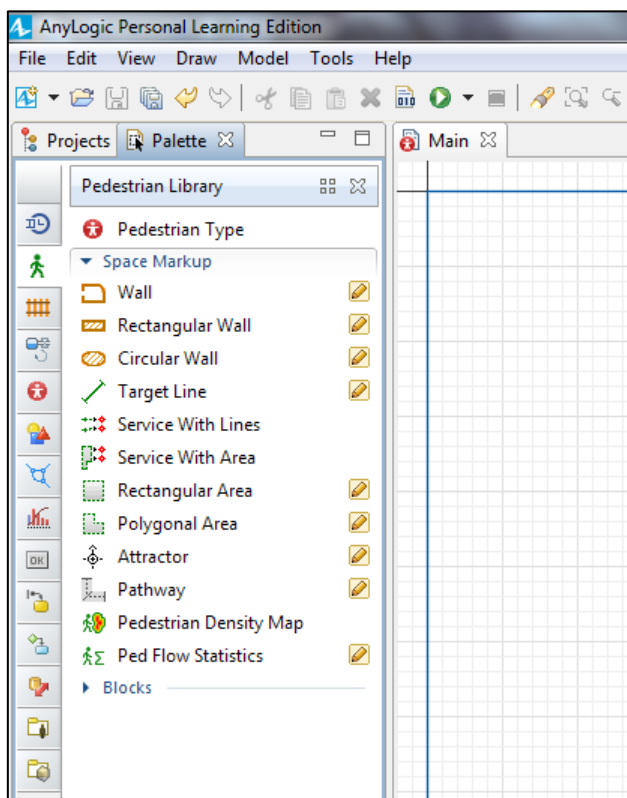 AnyLogic Personal Learning Edition
File Edit View Draw Model Tools Help
010
Projects Palette Main
Pedestrian Library
Pedestrian Type
Space Markup
Wall
Rectangular Wall
Circular Wall
Target Line
Service With Lines
Service With Area
Rectangular Area
Polygonal Area
Attractor
Pathway
Pedestrian Density Map
Ped Flow Statistics
Blocks
OK